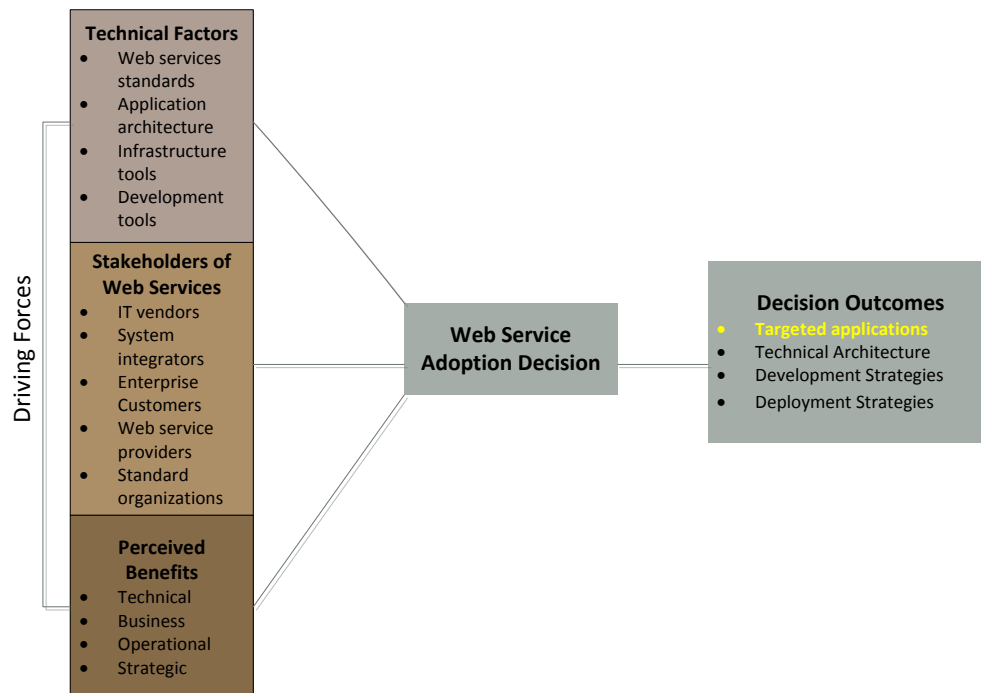 Driving Forces
Technical Factors
• Web services
standards
• Application
architecture
• Infrastructure
tools
• Development
tools
Stakeholders of
Web Services
• IT vendors
• System
integrators
• Enterprise
Customers
• Web service
providers
• Standard
organizations
Perceived
Benefits
• Technical
• Business
• Operational
• Strategic
Web Service
Adoption Decision
Decision Outcomes
• Targeted applications
• Technical Architecture
• Development Strategies
• Deployment Strategies